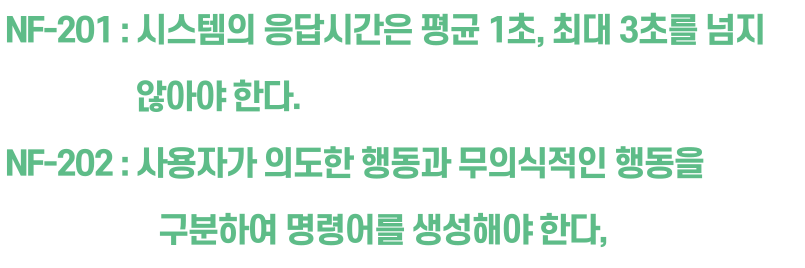 NF-201 : 시스템의 응답시간은 평균 1초, 최대 3초를 넘지
않아야 한다.
NF-202 : 사용자가 의도한 행동과 무의식적인 행동을
구분하여 명령어를 생성해야 한다,